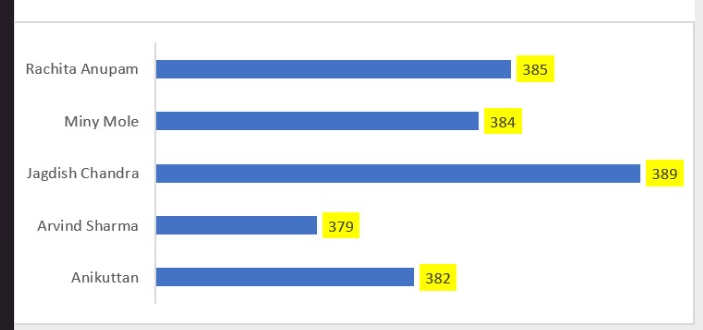 Rachita Anupam 385
Miny Mole 384
Jagdish Chandra 389
Arvind Sharma 379
Anikuttan 382